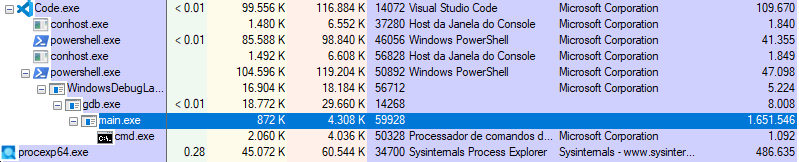 Code.exe < 0.01 99.556 K 116.884 K 14072 Visual Studio Code Microsoft Corporation 109.670
conhost.exe 1.480 K 6.552 K 37280 Host da Janela do Console Microsoft Corporation 1.840
powershell.exe < 0.01 85.588 K 98.840 K 46056 Windows PowerShell Microsoft Corporation 41.355
conhost.exe 1.492 K 6.608 K 56828 Host da Janela do Console Microsoft Corporation 1.849
powershell.exe 104.596 K 119.204 K 50892 Windows PowerShell Microsoft Corporation 47.098
WindowsDebugLa... 16.904 K 18.184 K 56712 5.224
gdb.exe < 0.01 18.772 K 29.660 K 14268 8.008
main.exe 872 K 4.308 K 59928 1.651.546
C:\. cmd.exe 2.060 K 4.036 K 50328 Processador de comandos d... Microsoft Corporation 1.092
procexp64.exe 0.28 45.072 K 60.544 K 34700 Sysinternals Process Explorer Sysinternals - www.sysinter... 486.635